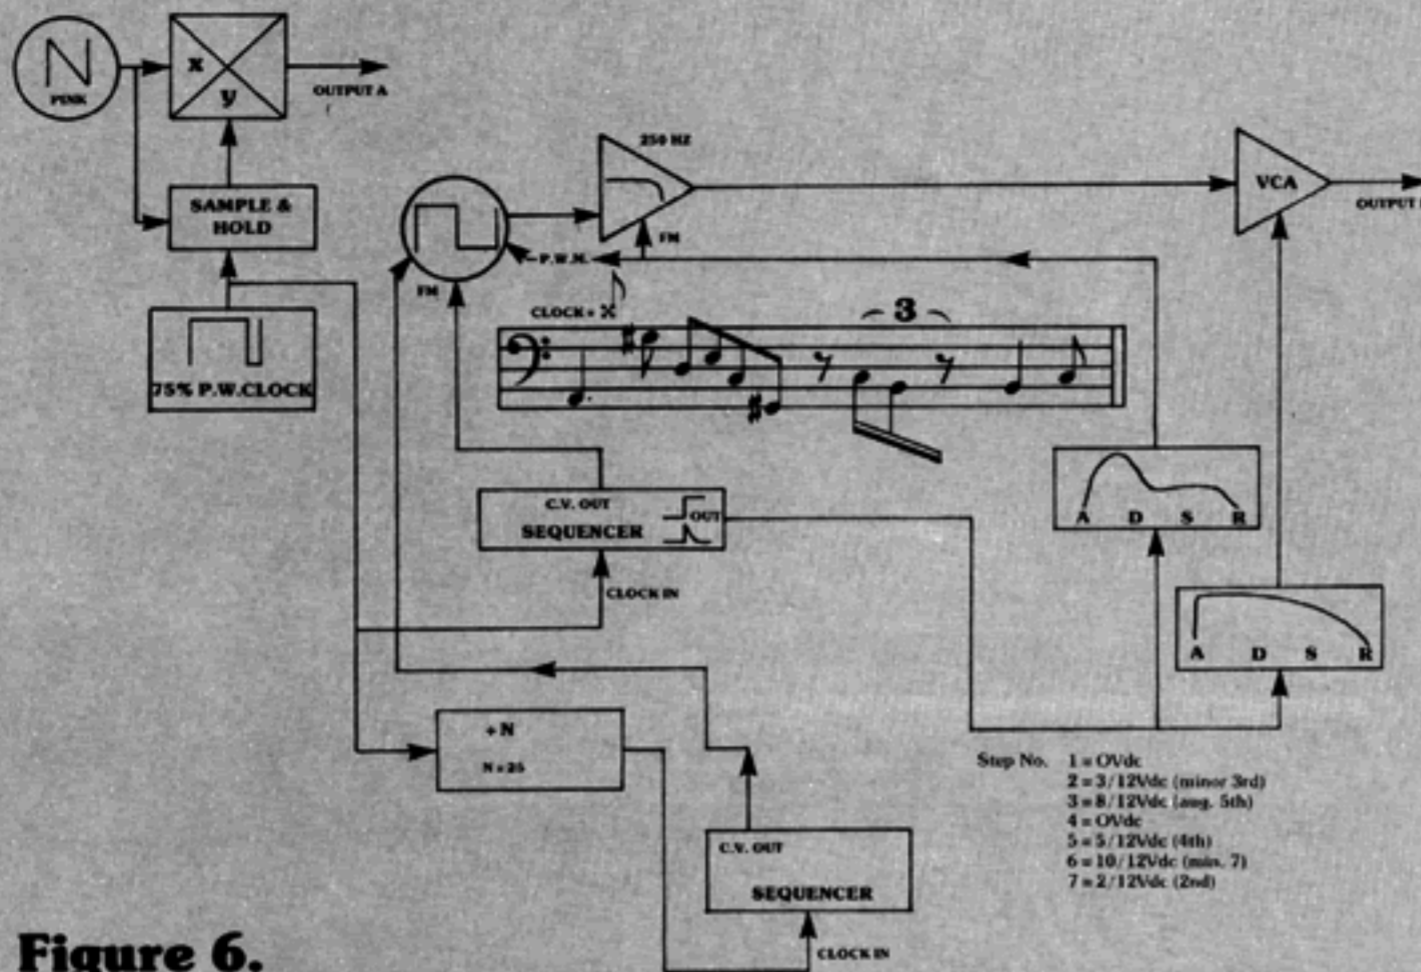 PINK
x
y
OUTPUT A
SAMPLE &
HOLD
75% P.W.CLOCK
250 HZ
FM
P.W.M.
FM
VCA
OUTPUT
CLOCK =
3
C.V. OUT
OUT
SEQUENCER
CLOCK IN
A D S R
A D S R
÷ N
N = 25
C.V. OUT
SEQUENCER
CLOCK IN
Step No. 1 = OVdc
2 = 3/12Vdc (minor 3rd)
3 = 8/12Vdc (aug. 5th)
4 = OVdc
5 = 5/12Vdc (4th)
6 = 10/12Vdc (min. 7)
7 = 2/12Vdc (2nd)
Figure 6.